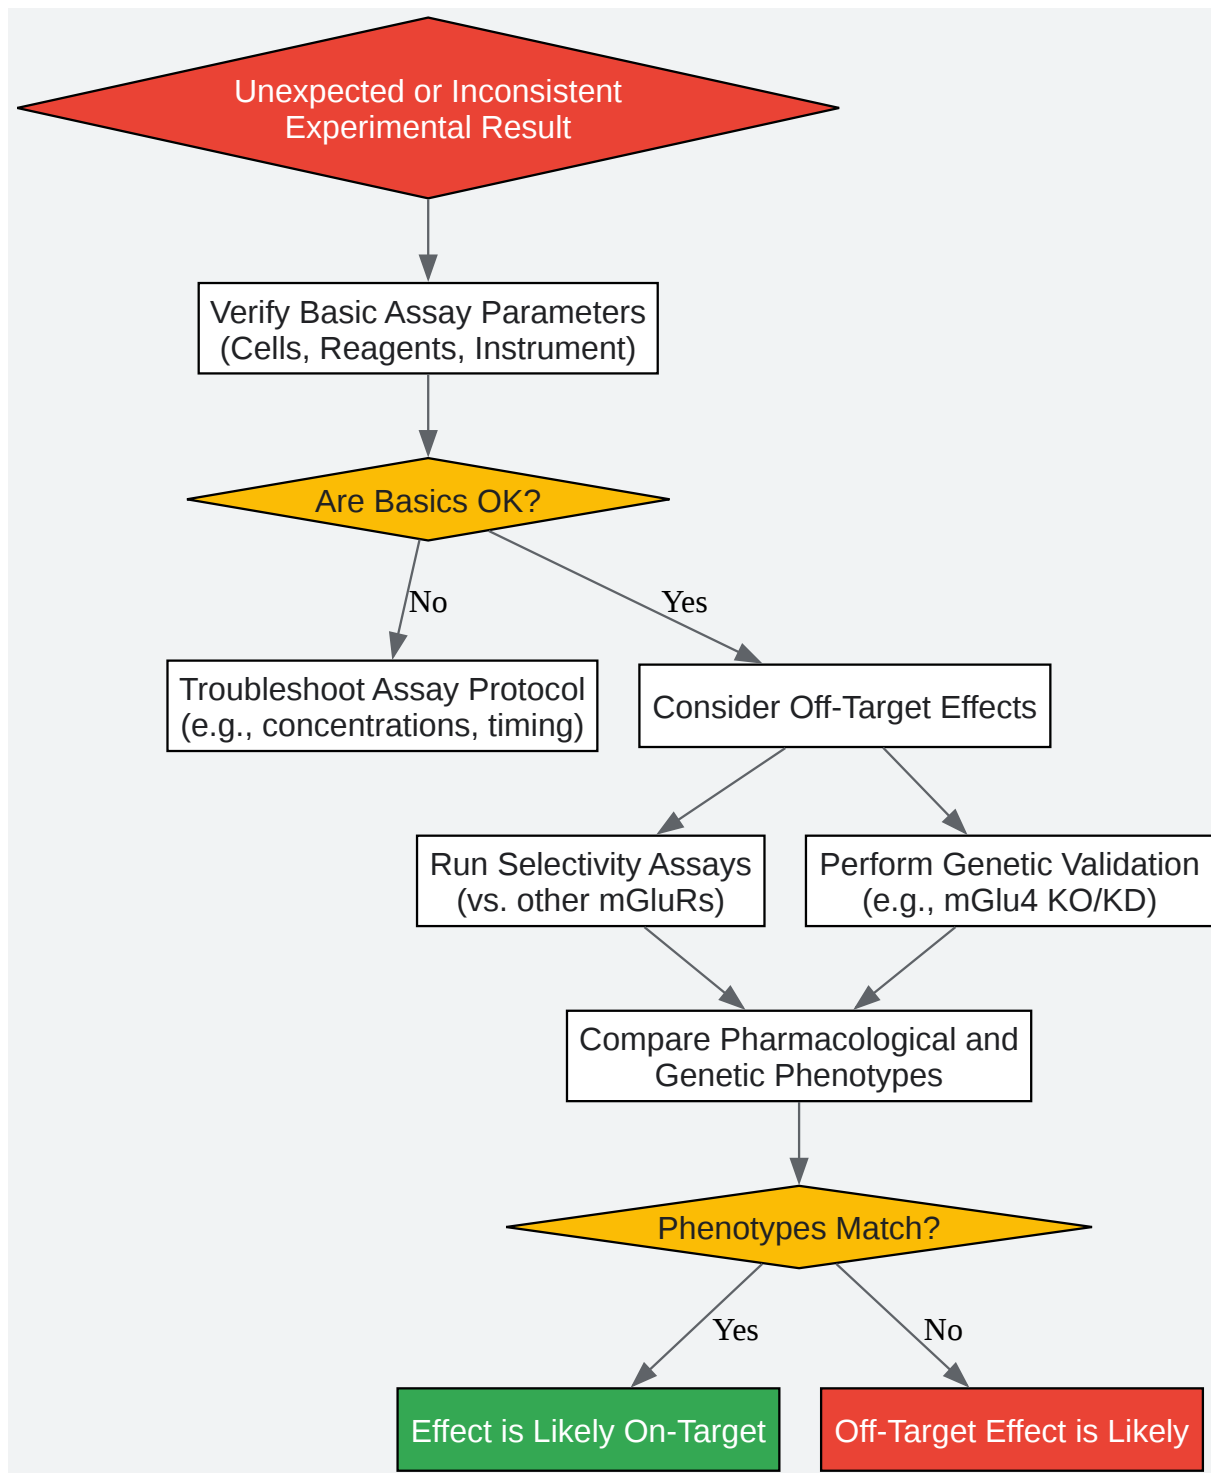 Unexpected or Inconsistent
Experimental Result
Verify Basic Assay Parameters
(Cells, Reagents, Instrument)
Are Basics OK?
No
Yes
Troubleshoot Assay Protocol
(e.g., concentrations, timing)
Consider Off-Target Effects
Run Selectivity Assays
(vs. other mGluRs)
Perform Genetic Validation
(e.g., mGlu4 KO/KD)
Compare Pharmacological and
Genetic Phenotypes
Phenotypes Match?
Yes
No
Effect is Likely On-Target
Off-Target Effect is Likely